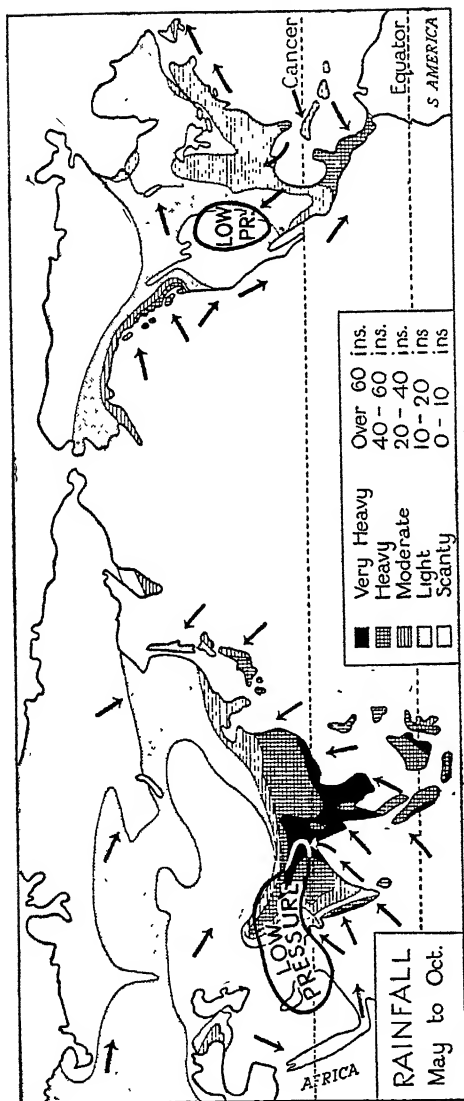 RAINFALL
May to Oct.
AFRICA
LOW
PRESSURE
Very Heavy Over 60 ins.
Heavy 40-60 ins.
Moderate 20-40 ins.
Light 10-20 ins
Scanty 0-10 ins
LOW
PR.
Cancer
Equator
S AMERICA